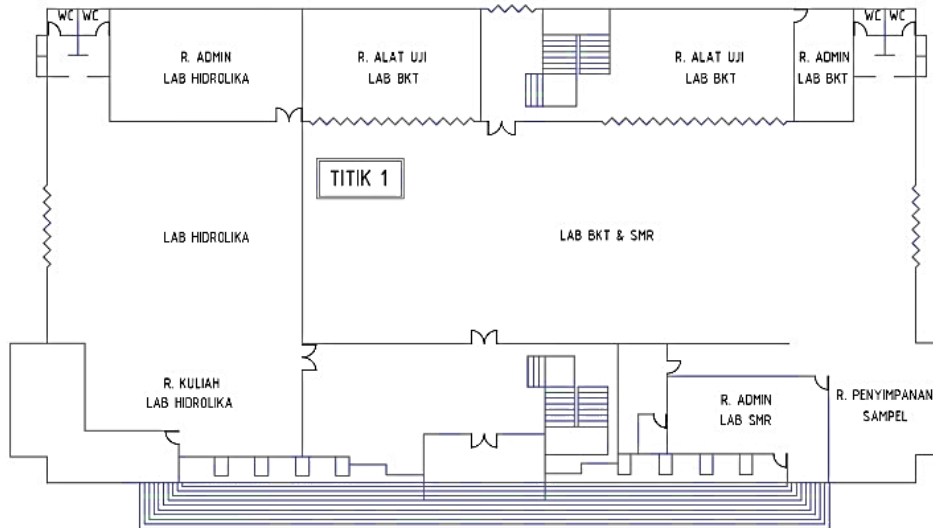 WC WC
WC WC
R. ADMIN
LAB HIDROLIKA
R. ALAT UJI
LAB BKT
R. ALAT UJI
LAB BKT
R. ADMIN
LAB BKT
TITIK 1
LAB HIDROLIKA
LAB BKT & SMR
R. KULIAH
LAB HIDROLIKA
R. ADMIN
LAB SMR
R. PENYIMPANAN
SAMPEL